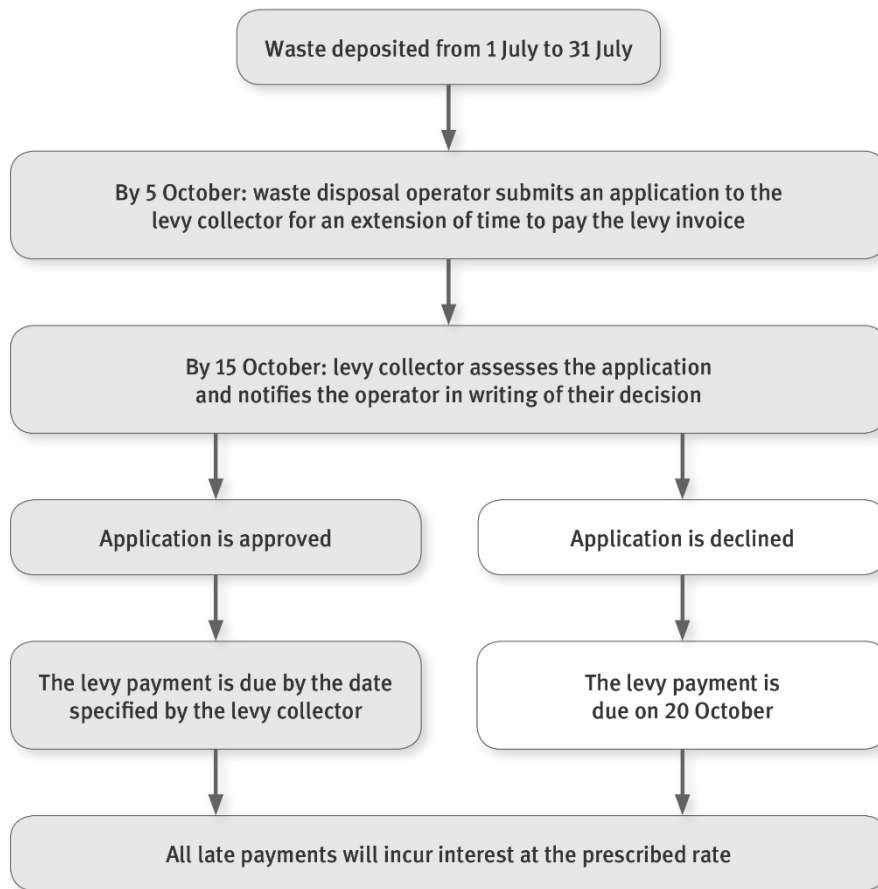 Waste deposited from 1 July to 31 July
By 5 October: waste disposal operator submits an application to the
levy collector for an extension of time to pay the levy invoice
By 15 October: levy collector assesses the application
and notifies the operator in writing of their decision
Application is approved
Application is declined
The levy payment is due by the date
specified by the levy collector
The levy payment is
due on 20 October
All late payments will incur interest at the prescribed rate